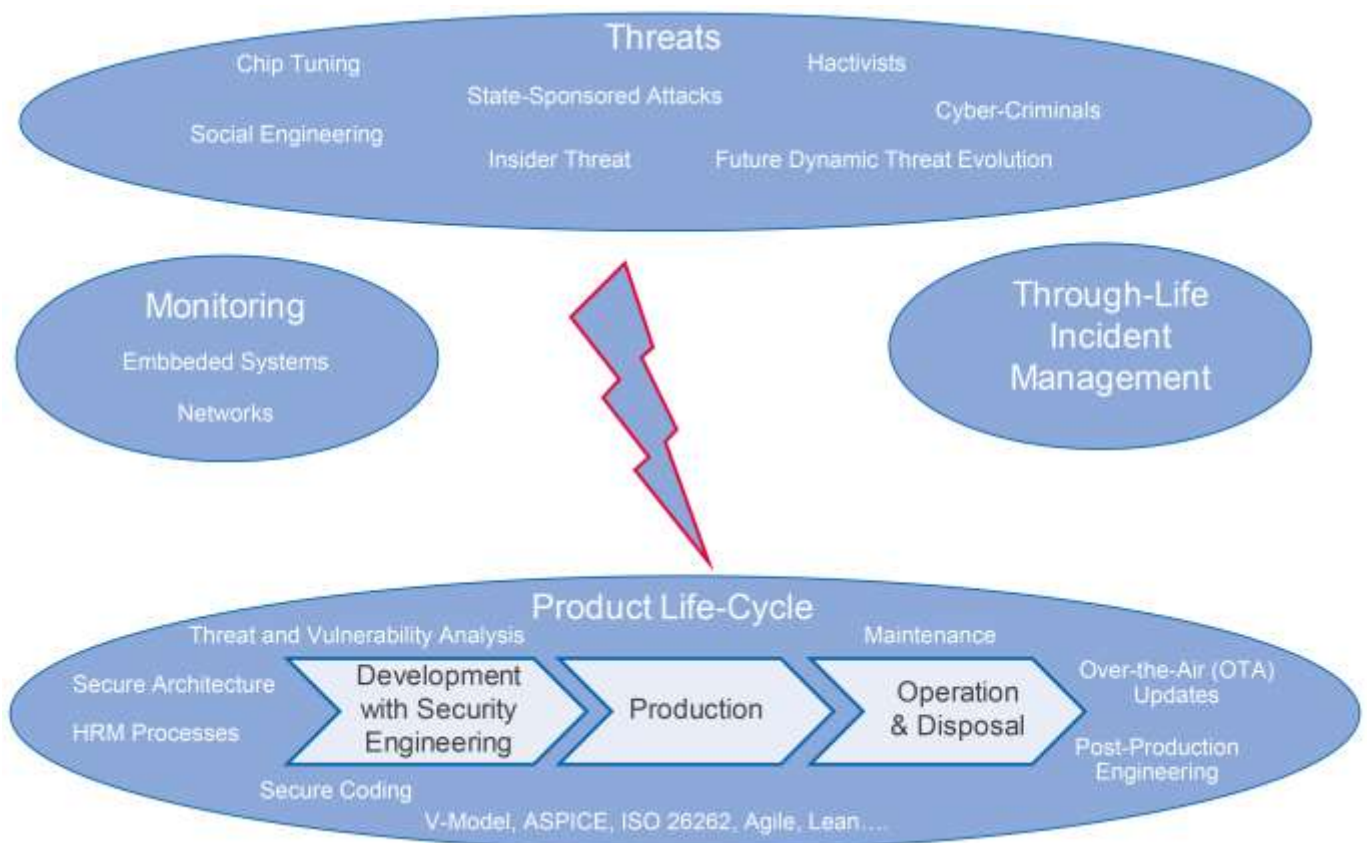 Threats
Chip Tuning
Hactivists
State-Sponsored Attacks
Cyber-Criminals
Social Engineering
Insider Threat
Future Dynamic Threat Evolution
Monitoring
Embbeded Systems
Networks
Through-Life
Incident
Management
Product Life-Cycle
Threat and Vulnerability Analysis
Maintenance
Secure Architecture
HRM Processes
Development
with Security
Engineering
Production
Operation
& Disposal
Over-the-Air (OTA)
Updates
Post-Production
Engineering
Secure Coding
V-Model, ASPICE, ISO 26262, Agile, Lean....